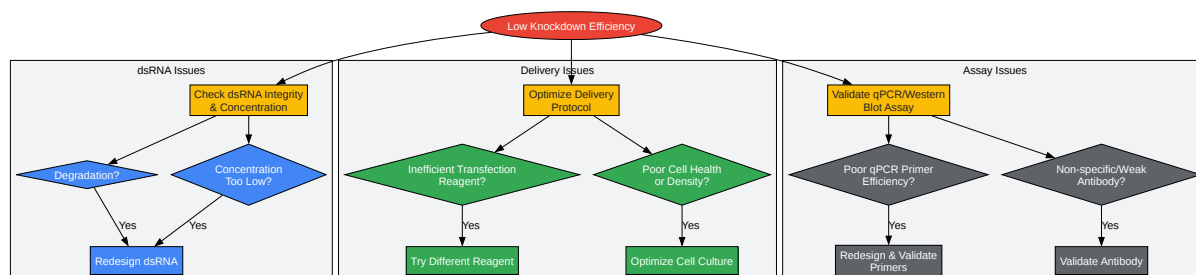 Low Knockdown Efficiency
dsRNA Issues
Delivery Issues
Assay Issues
Check dsRNA Integrity
& Concentration
Optimize Delivery
Protocol
Validate qPCR/Western
Blot Assay
Degradation?
Concentration
Too Low?
Inefficient Transfection
Reagent?
Poor Cell Health
or Density?
Poor qPCR Primer
Efficiency?
Non-specific/Weak
Antibody?
Yes
Yes
Yes
Yes
Yes
Yes
Redesign dsRNA
Try Different Reagent
Optimize Cell Culture
Redesign & Validate
Primers
Validate Antibody